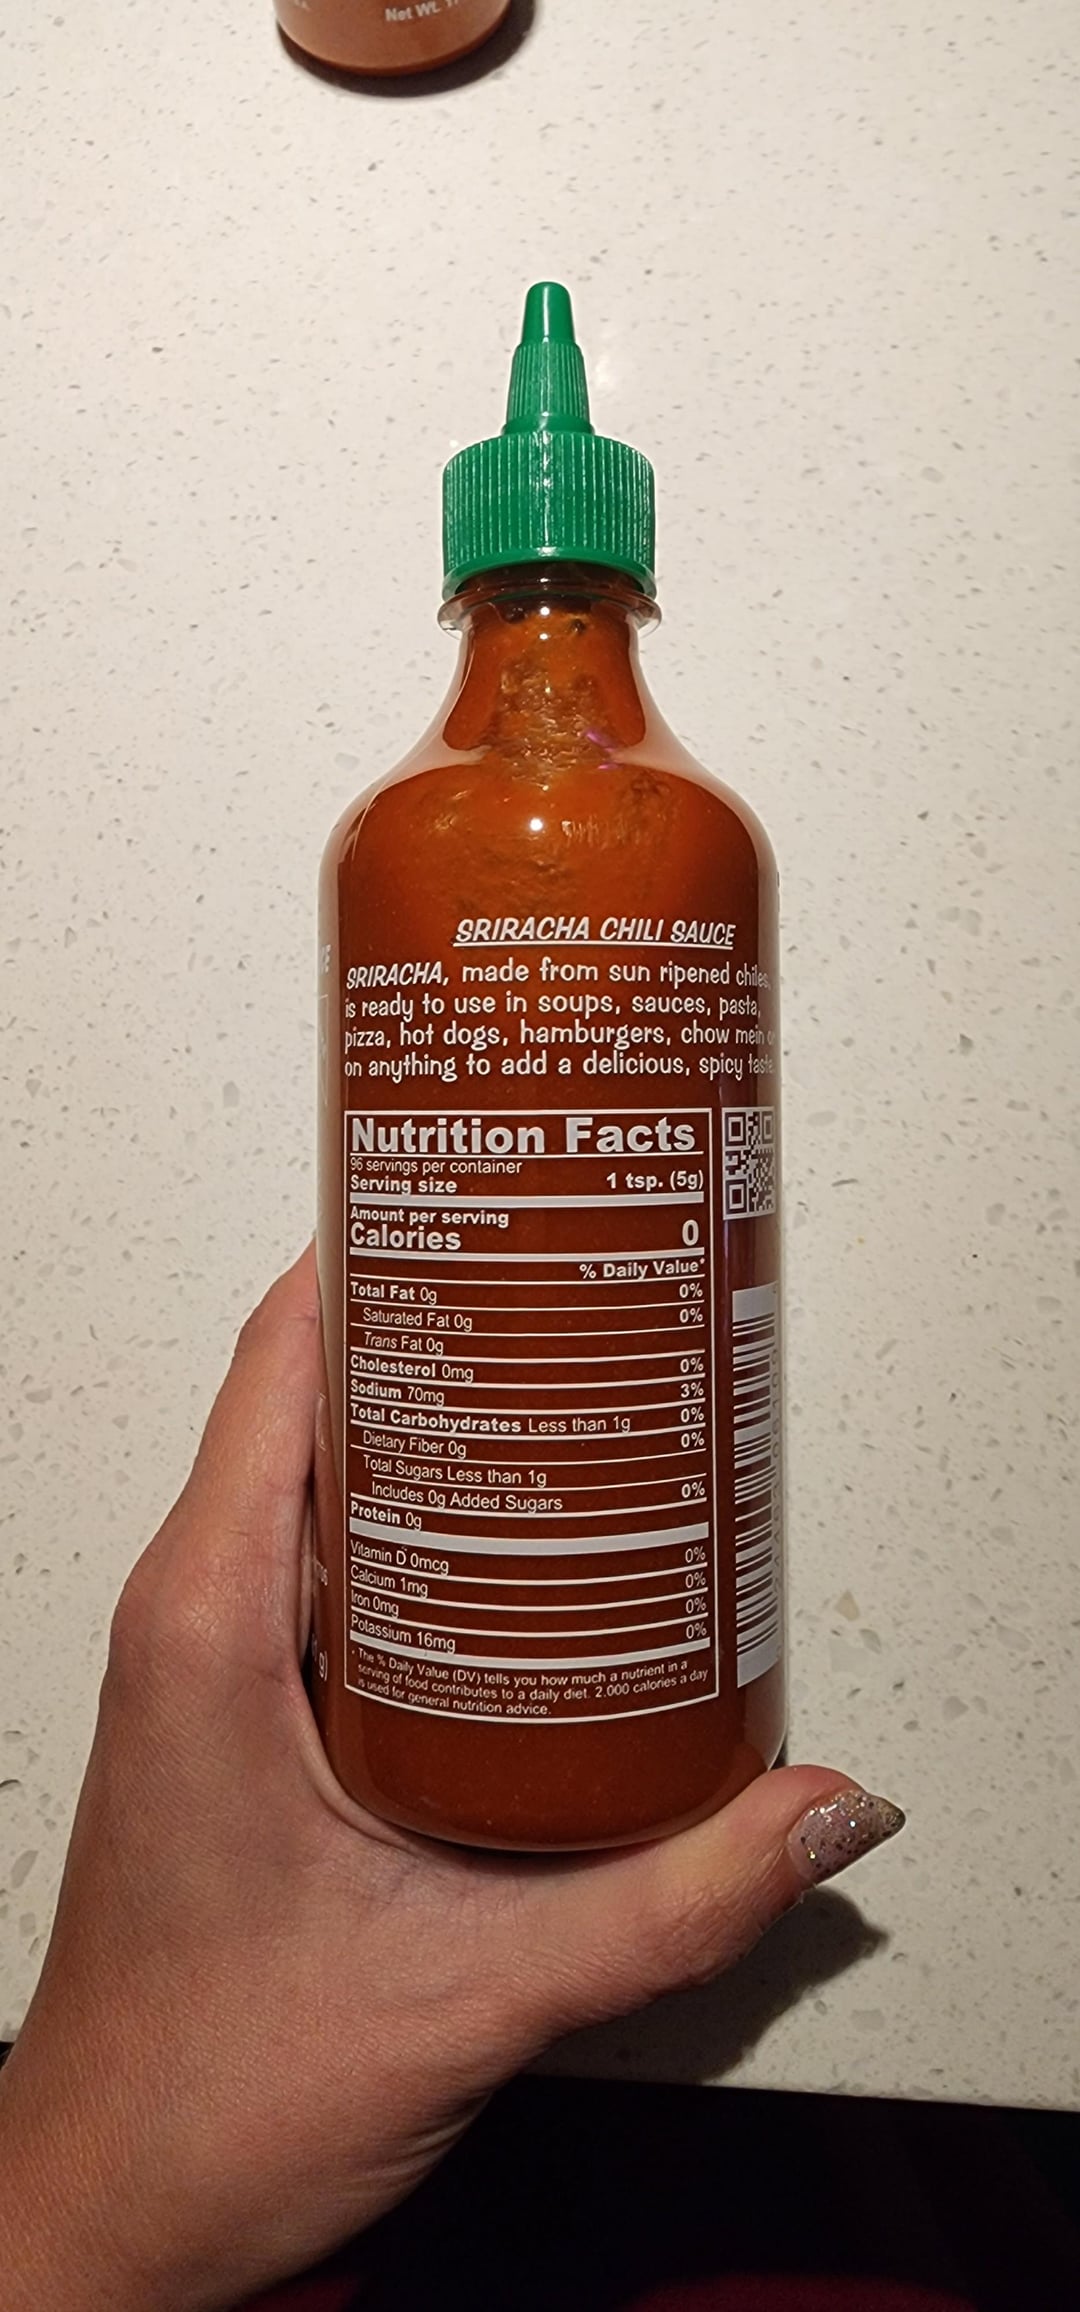 Net Wt. 1
SRIRACHA CHILI SAUCE
SRIRACHA, made from sun ripened chiles,
is ready to use in soups, sauces, pasta,
pizza, hot dogs, hamburgers, chow mein or
on anything to add a delicious, spicy taste.
Nutrition Facts
96 servings per container
Serving size 1 tsp. (5g)
Amount per serving
Calories 0
% Daily Value*
Total Fat 0g 0%
Saturated Fat 0g 0%
Trans Fat 0g
Cholesterol 0mg 0%
Sodium 70mg 3%
Total Carbohydrates Less than 1g 0%
Dietary Fiber 0g 0%
Total Sugars Less than 1g
Includes 0g Added Sugars 0%
Protein 0g
Vitamin D 0mcg 0%
Calcium 1mg 0%
Iron 0mg 0%
Potassium 16mg 0%
* The % Daily Value (DV) tells you how much a nutrient in a
serving of food contributes to a daily diet. 2,000 calories a day
is used for general nutrition advice.
g)